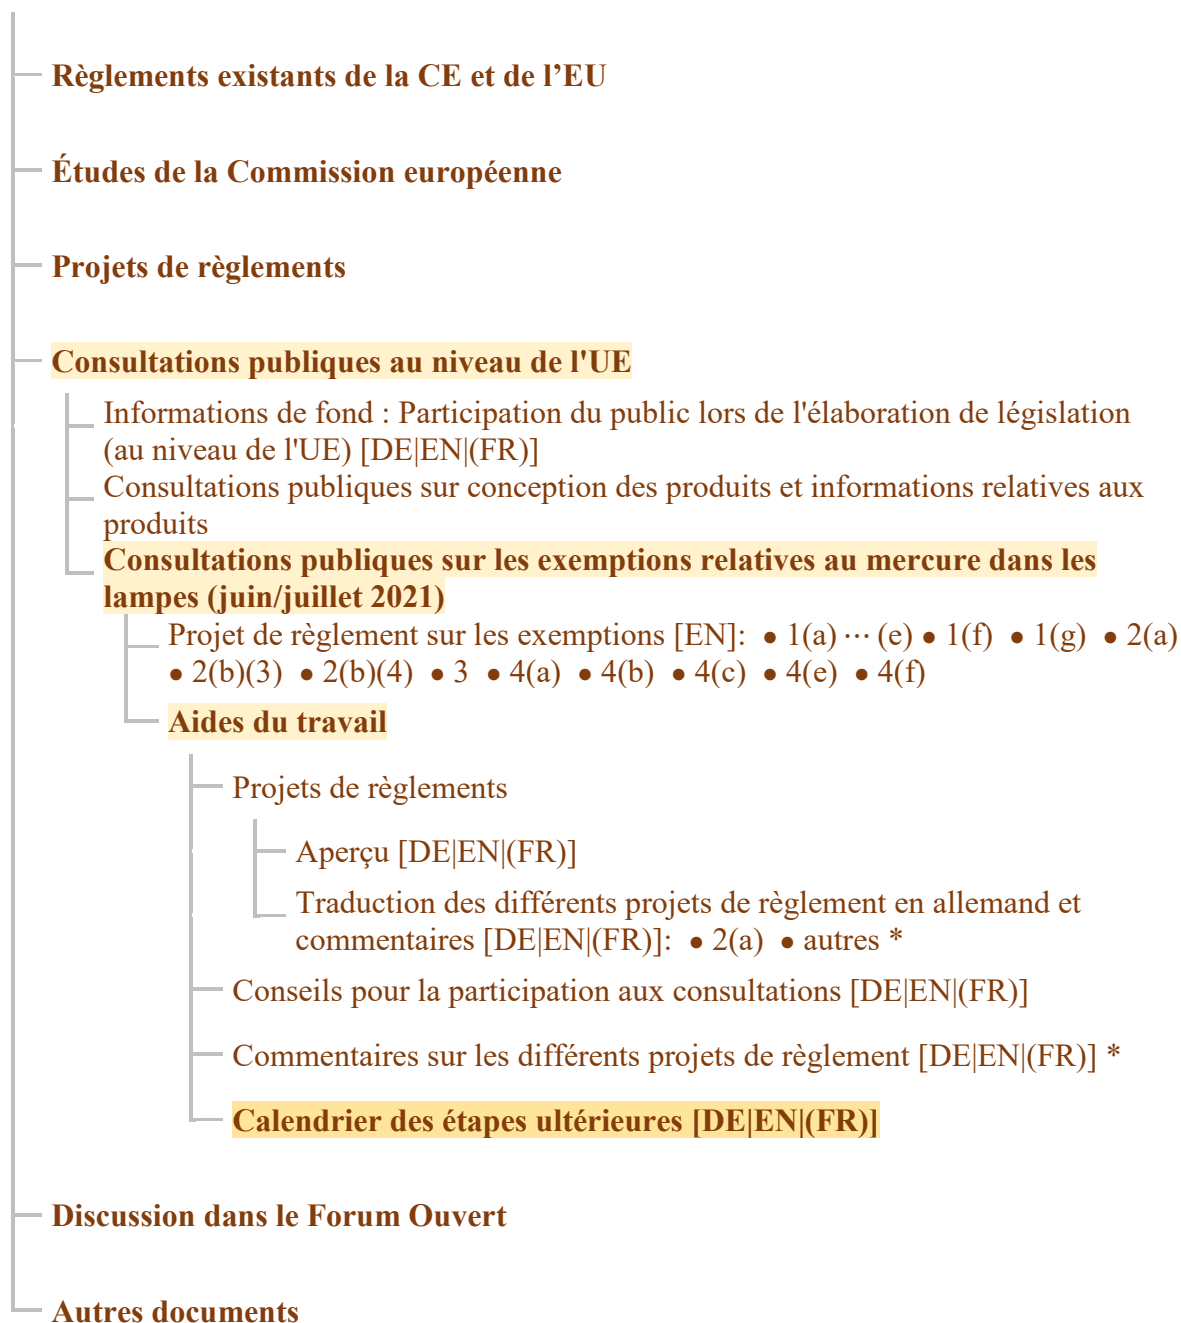 Règlements existants de la CE et de l’EU
Études de la Commission européenne
Projets de règlements
Consultations publiques au niveau de l'UE
Informations de fond : Participation du public lors de l'élaboration de législation
(au niveau de l'UE) [DE|EN|(FR)]
Consultations publiques sur conception des produits et informations relatives aux
produits
Consultations publiques sur les exemptions relatives au mercure dans les
lampes (juin/juillet 2021)
Projet de règlement sur les exemptions [EN]: ● 1(a) ··· (e) ● 1(f) ● 1(g) ● 2(a)
● 2(b)(3) ● 2(b)(4) ● 3 ● 4(a) ● 4(b) ● 4(c) ● 4(e) ● 4(f)
Aides du travail
Projets de règlements
Aperçu [DE|EN|(FR)]
Traduction des différents projets de règlement en allemand et
commentaires [DE|EN|(FR)]: ● 2(a) ● autres *
Conseils pour la participation aux consultations [DE|EN|(FR)]
Commentaires sur les différents projets de règlement [DE|EN|(FR)] *
Calendrier des étapes ultérieures [DE|EN|(FR)]
Discussion dans le Forum Ouvert
Autres documents